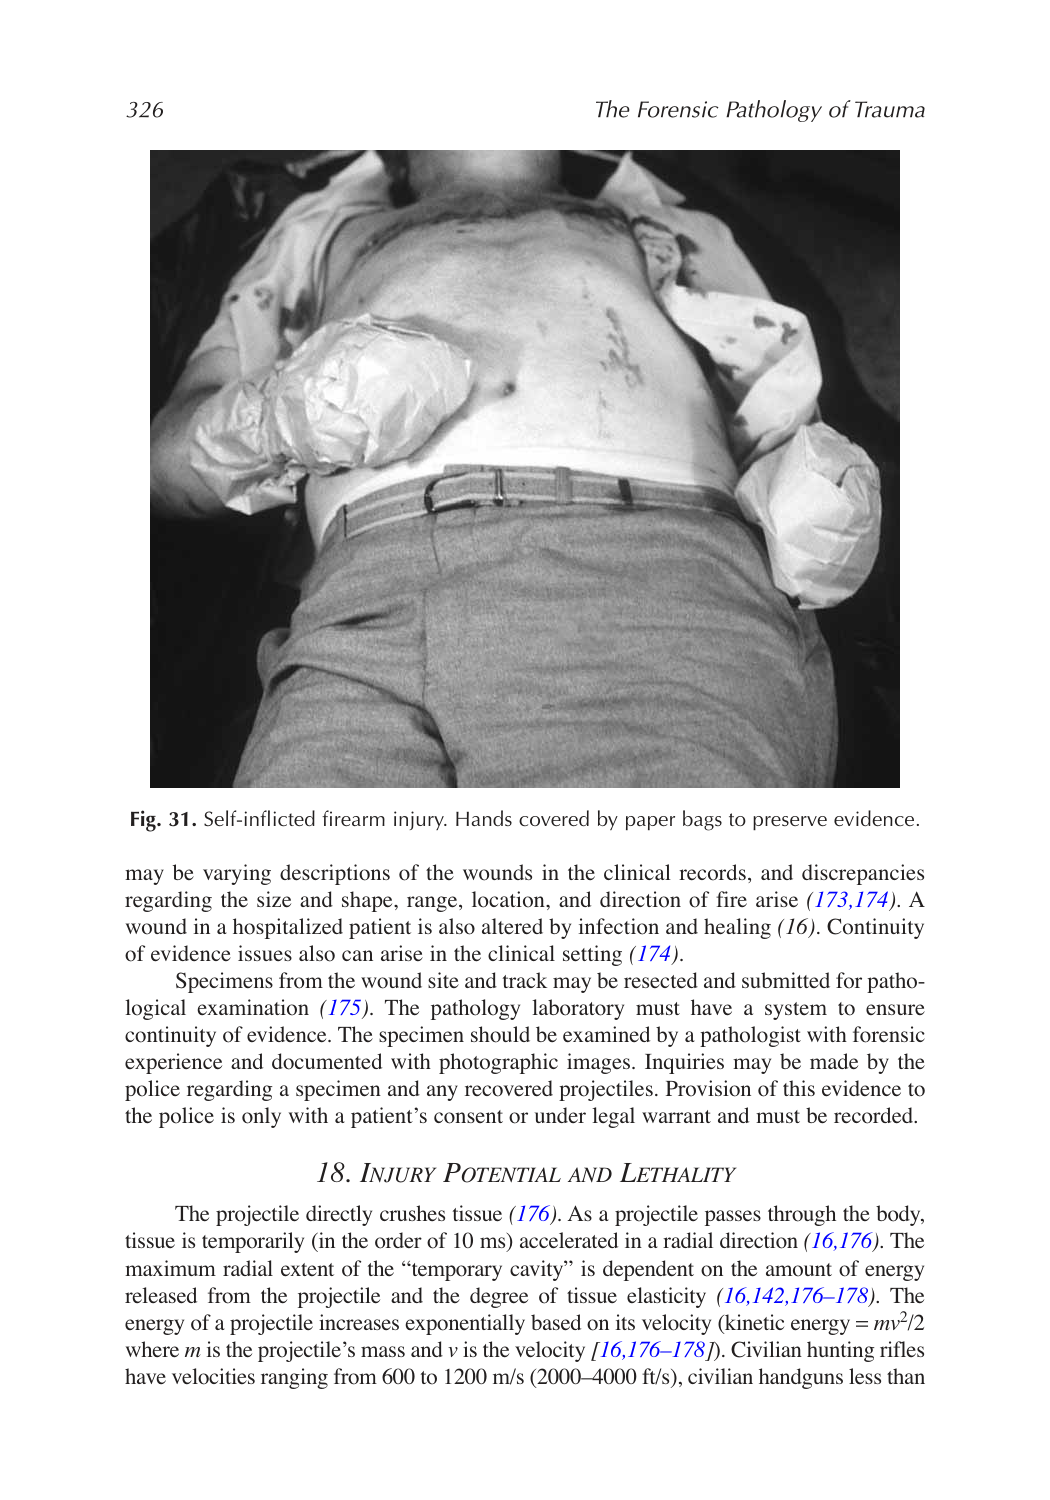 326
The Forensic Pathology of Trauma
Fig. 31. Self-inflicted firearm injury. Hands covered by paper bags to preserve evidence.
may be varying descriptions of the wounds in the clinical records, and discrepancies
regarding the size and shape, range, location, and direction of fire arise (173,174). A
wound in a hospitalized patient is also altered by infection and healing (16). Continuity
of evidence issues also can arise in the clinical setting (174).
Specimens from the wound site and track may be resected and submitted for patho-
logical examination (175). The pathology laboratory must have a system to ensure
continuity of evidence. The specimen should be examined by a pathologist with forensic
experience and documented with photographic images. Inquiries may be made by the
police regarding a specimen and any recovered projectiles. Provision of this evidence to
the police is only with a patient's consent or under legal warrant and must be recorded.
18. INJURY POTENTIAL AND LETHALITY
The projectile directly crushes tissue (176). As a projectile passes through the body,
tissue is temporarily (in the order of 10 ms) accelerated in a radial direction (16,176). The
maximum radial extent of the “temporary cavity” is dependent on the amount of energy
released from the projectile and the degree of tissue elasticity (16,142,176–178). The
energy of a projectile increases exponentially based on its velocity (kinetic energy = mv²/2
where m is the projectile's mass and v is the velocity [16,176–178]). Civilian hunting rifles
have velocities ranging from 600 to 1200 m/s (2000–4000 ft/s), civilian handguns less than